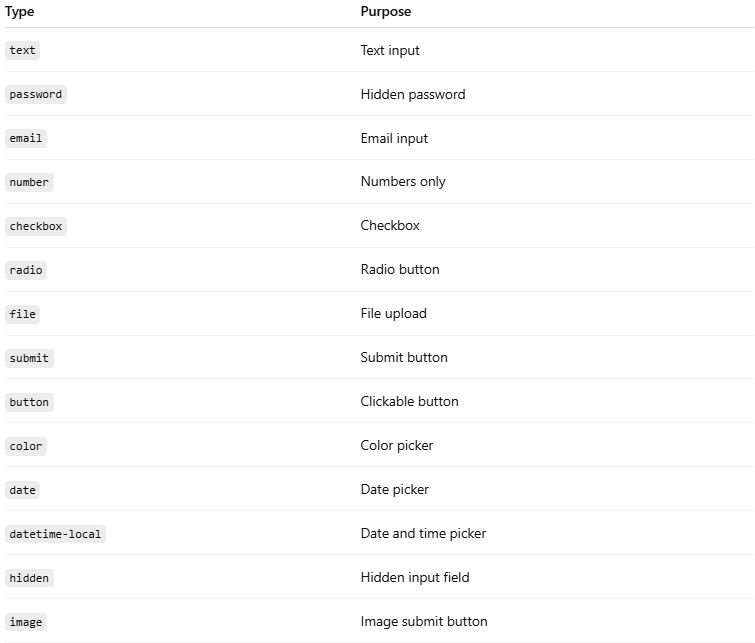 Type Purpose
text Text input
password Hidden password
email Email input
number Numbers only
checkbox Checkbox
radio Radio button
file File upload
submit Submit button
button Clickable button
color Color picker
date Date picker
datetime-local Date and time picker
hidden Hidden input field
image Image submit button